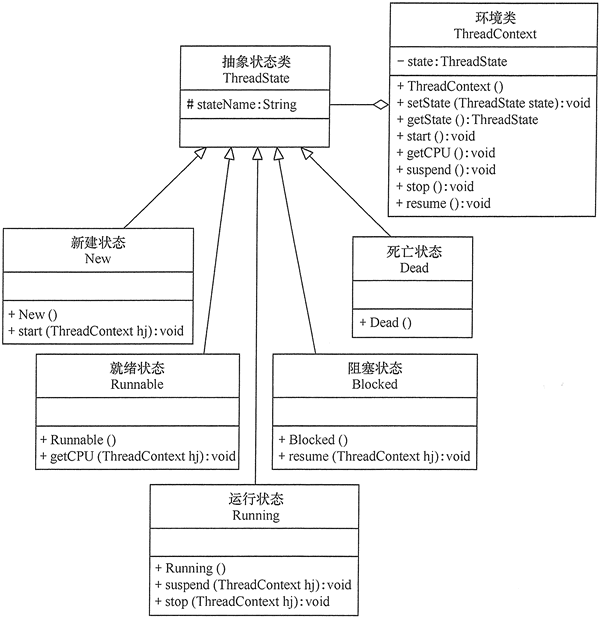 抽象状态类
ThreadState
# stateName:String
环境类
ThreadContext
− state:ThreadState
+ ThreadContext ()
+ setState (ThreadState state):void
+ getState ():ThreadState
+ start ():void
+ getCPU ():void
+ suspend ():void
+ stop ():void
+ resume ():void
新建状态
New
+ New ()
+ start (ThreadContext hj):void
死亡状态
Dead
+ Dead ()
就绪状态
Runnable
+ Runnable ()
+ getCPU (ThreadContext hj):void
阻塞状态
Blocked
+ Blocked ()
+ resume (ThreadContext hj):void
运行状态
Running
+ Running ()
+ suspend (ThreadContext hj):void
+ stop (ThreadContext hj):void